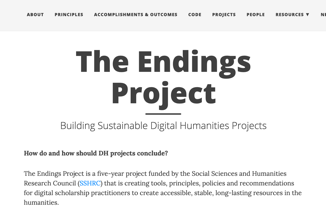 ABOUT PRINCIPLES ACCOMPLISHMENTS & OUTCOMES CODE PROJECTS PEOPLE RESOURCES ▼
The Endings
Project
Building Sustainable Digital Humanities Projects
How do and how should DH projects conclude?
The Endings Project is a five-year project funded by the Social Sciences and Humanities
Research Council (SSHRC) that is creating tools, principles, policies and recommendations
for digital scholarship practitioners to create accessible, stable, long-lasting resources in the
humanities.